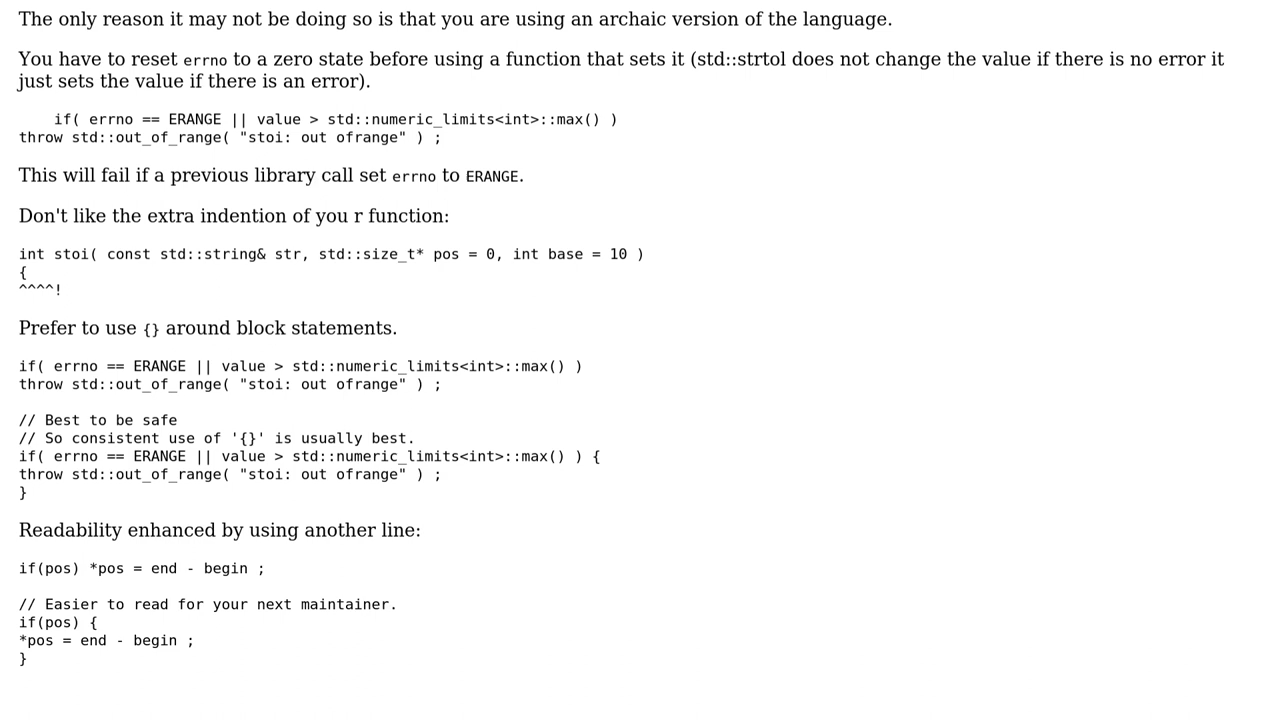 The only reason it may not be doing so is that you are using an archaic version of the language.
You have to reset errno to a zero state before using a function that sets it (std::strtol does not change the value if there is no error it
just sets the value if there is an error).
    if( errno == ERANGE || value > std::numeric_limits<int>::max() )
throw std::out_of_range( "stoi: out ofrange" ) ;
This will fail if a previous library call set errno to ERANGE.
Don't like the extra indention of you r function:
int stoi( const std::string& str, std::size_t* pos = 0, int base = 10 )
{
^^^^!
Prefer to use {} around block statements.
if( errno == ERANGE || value > std::numeric_limits<int>::max() )
throw std::out_of_range( "stoi: out ofrange" ) ;
// Best to be safe
// So consistent use of '{}' is usually best.
if( errno == ERANGE || value > std::numeric_limits<int>::max() ) {
throw std::out_of_range( "stoi: out ofrange" ) ;
}
Readability enhanced by using another line:
if(pos) *pos = end - begin ;
// Easier to read for your next maintainer.
if(pos) {
*pos = end - begin ;
}